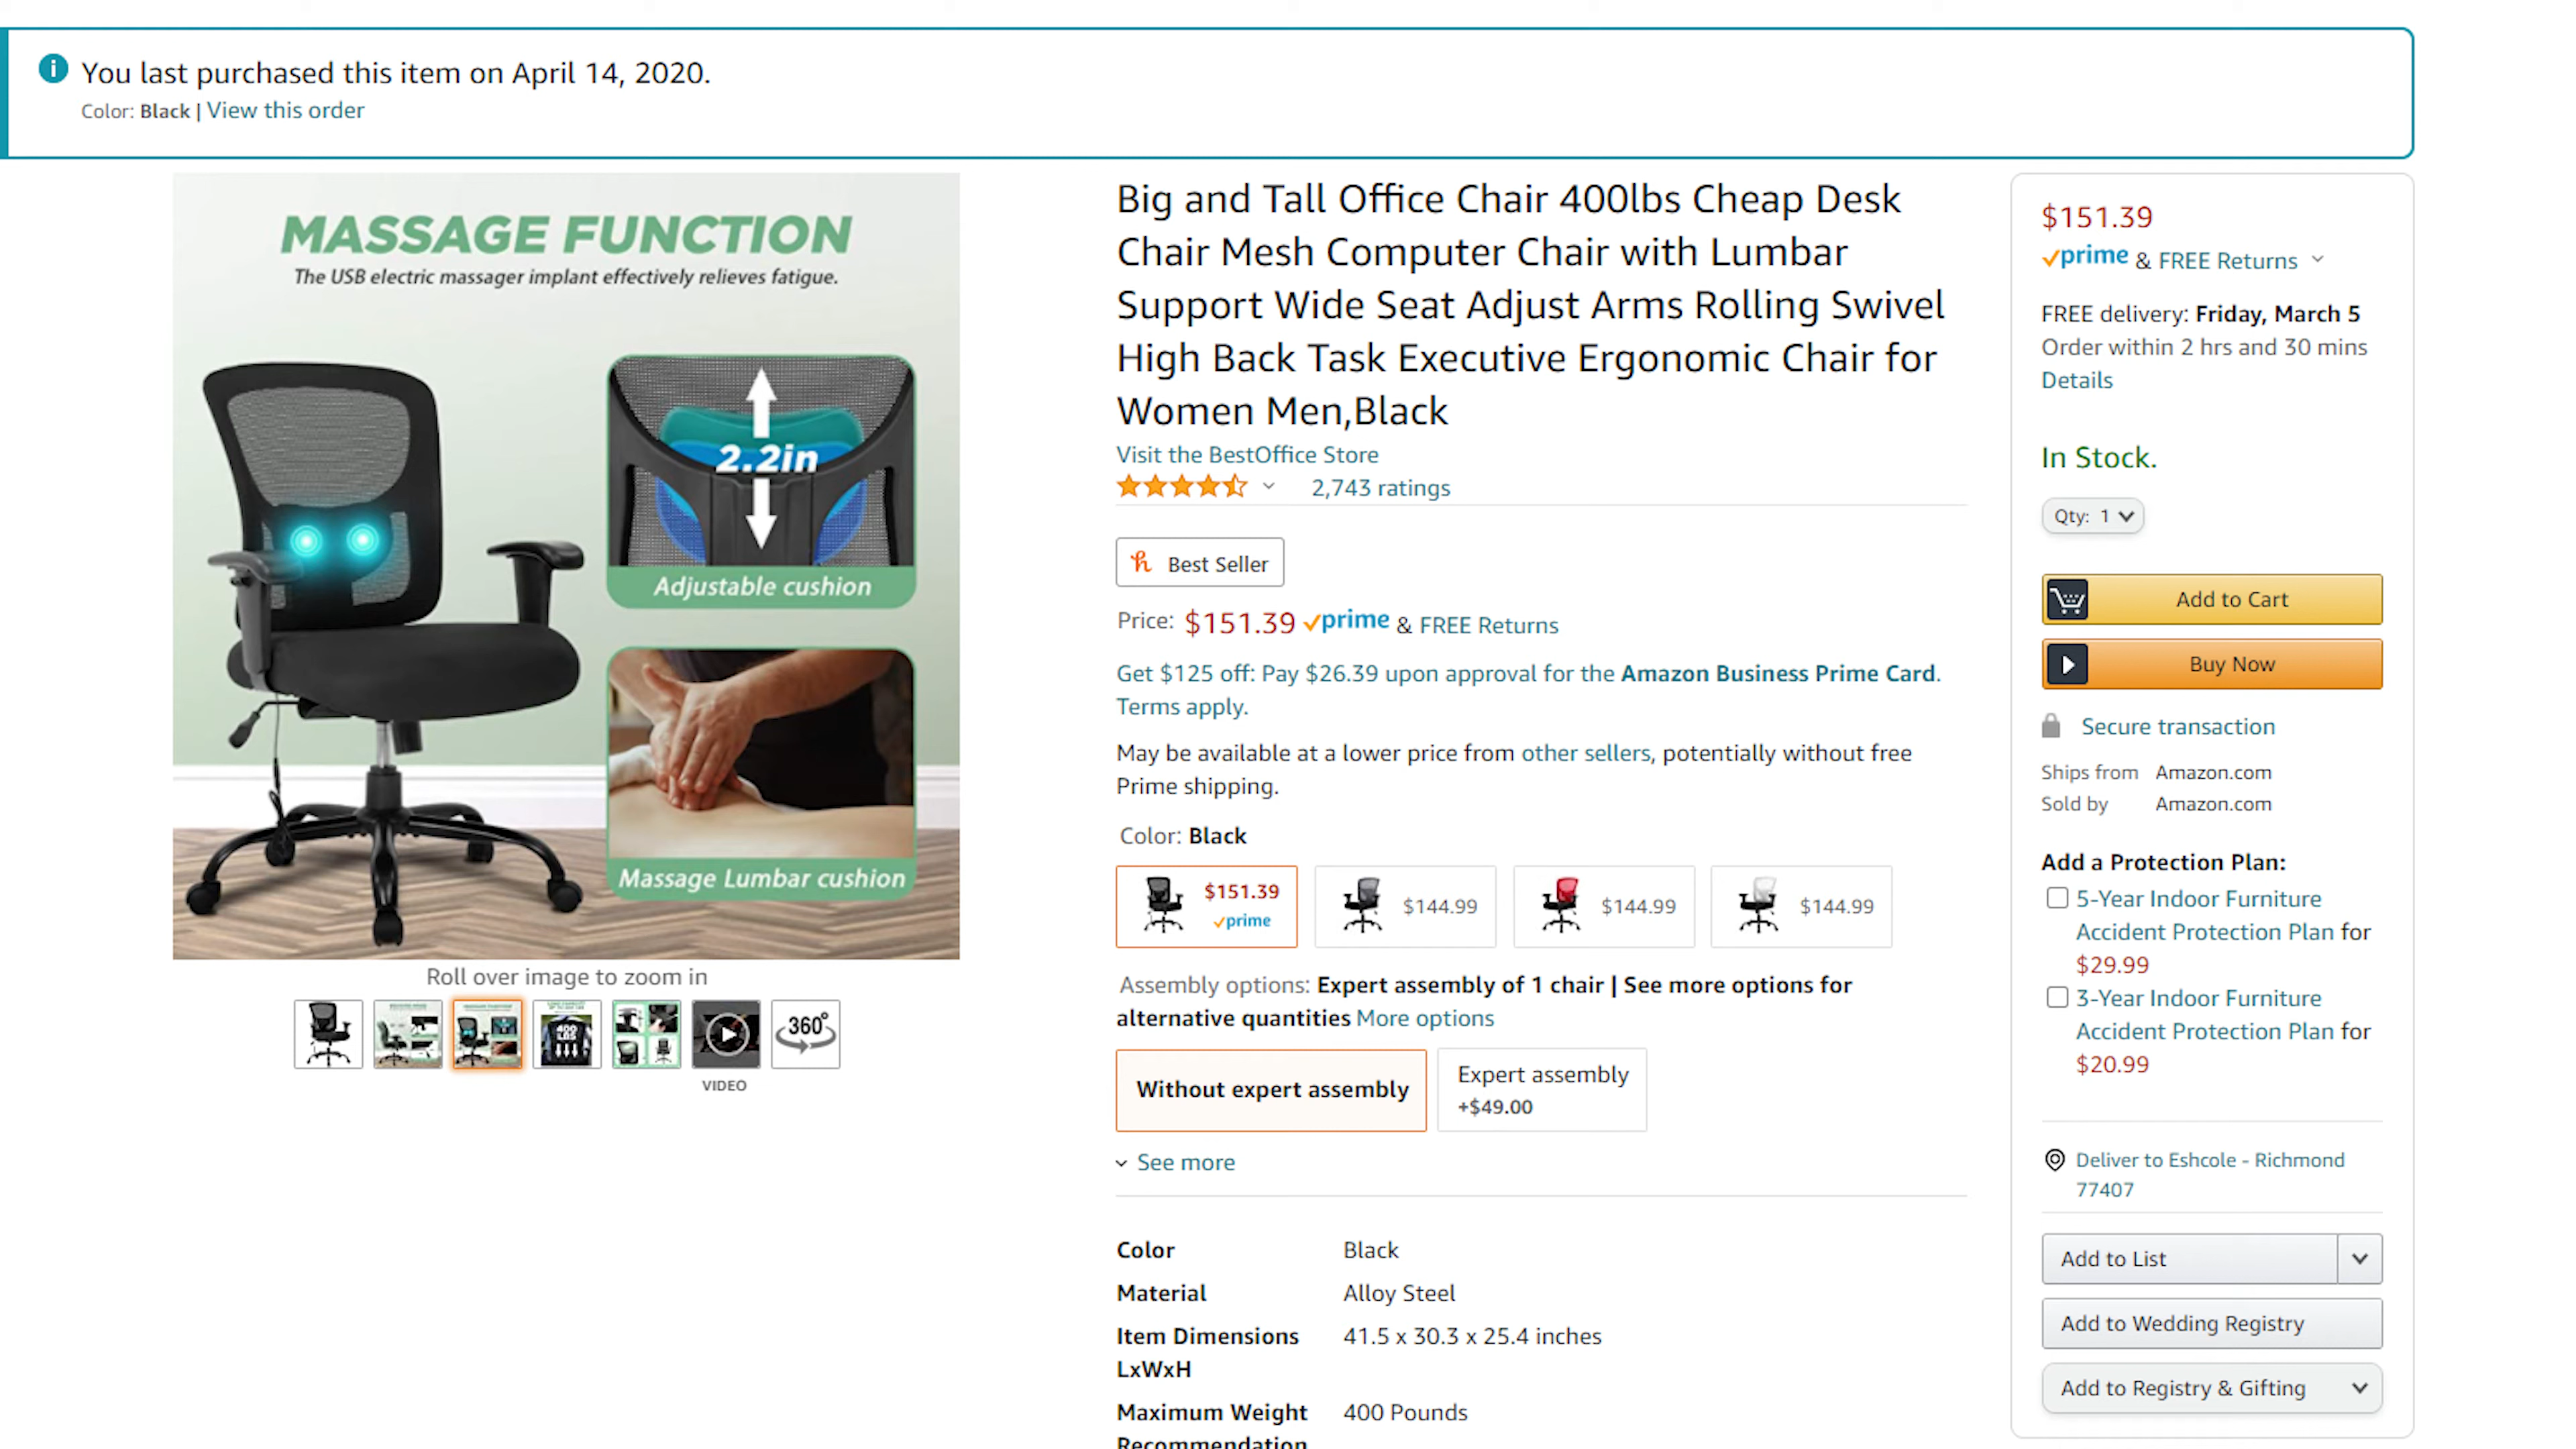 You last purchased this item on April 14, 2020.
Color: Black | View this order
MASSAGE FUNCTION
The USB electric massager implant effectively relieves fatigue.
2.2in
Adjustable cushion
Massage Lumbar cushion
Roll over image to zoom in
400
LBS
360°
VIDEO
Big and Tall Office Chair 400lbs Cheap Desk
Chair Mesh Computer Chair with Lumbar
Support Wide Seat Adjust Arms Rolling Swivel
High Back Task Executive Ergonomic Chair for
Women Men,Black
Visit the BestOffice Store
2,743 ratings
Best Seller
Price: $151.39 prime & FREE Returns
Get $125 off: Pay $26.39 upon approval for the Amazon Business Prime Card.
Terms apply.
May be available at a lower price from other sellers, potentially without free
Prime shipping.
Color: Black
$151.39
prime
$144.99
$144.99
$144.99
Assembly options: Expert assembly of 1 chair | See more options for
alternative quantities More options
Without expert assembly
Expert assembly
+$49.00
See more
Color Black
Material Alloy Steel
Item Dimensions 41.5 x 30.3 x 25.4 inches
LxWxH
Maximum Weight 400 Pounds
Recommendation
$151.39
prime & FREE Returns
FREE delivery: Friday, March 5
Order within 2 hrs and 30 mins
Details
In Stock.
Qty: 1
Add to Cart
Buy Now
Secure transaction
Ships from Amazon.com
Sold by Amazon.com
Add a Protection Plan:
5-Year Indoor Furniture
Accident Protection Plan for
$29.99
3-Year Indoor Furniture
Accident Protection Plan for
$20.99
Deliver to Eshcole - Richmond
77407
Add to List
Add to Wedding Registry
Add to Registry & Gifting